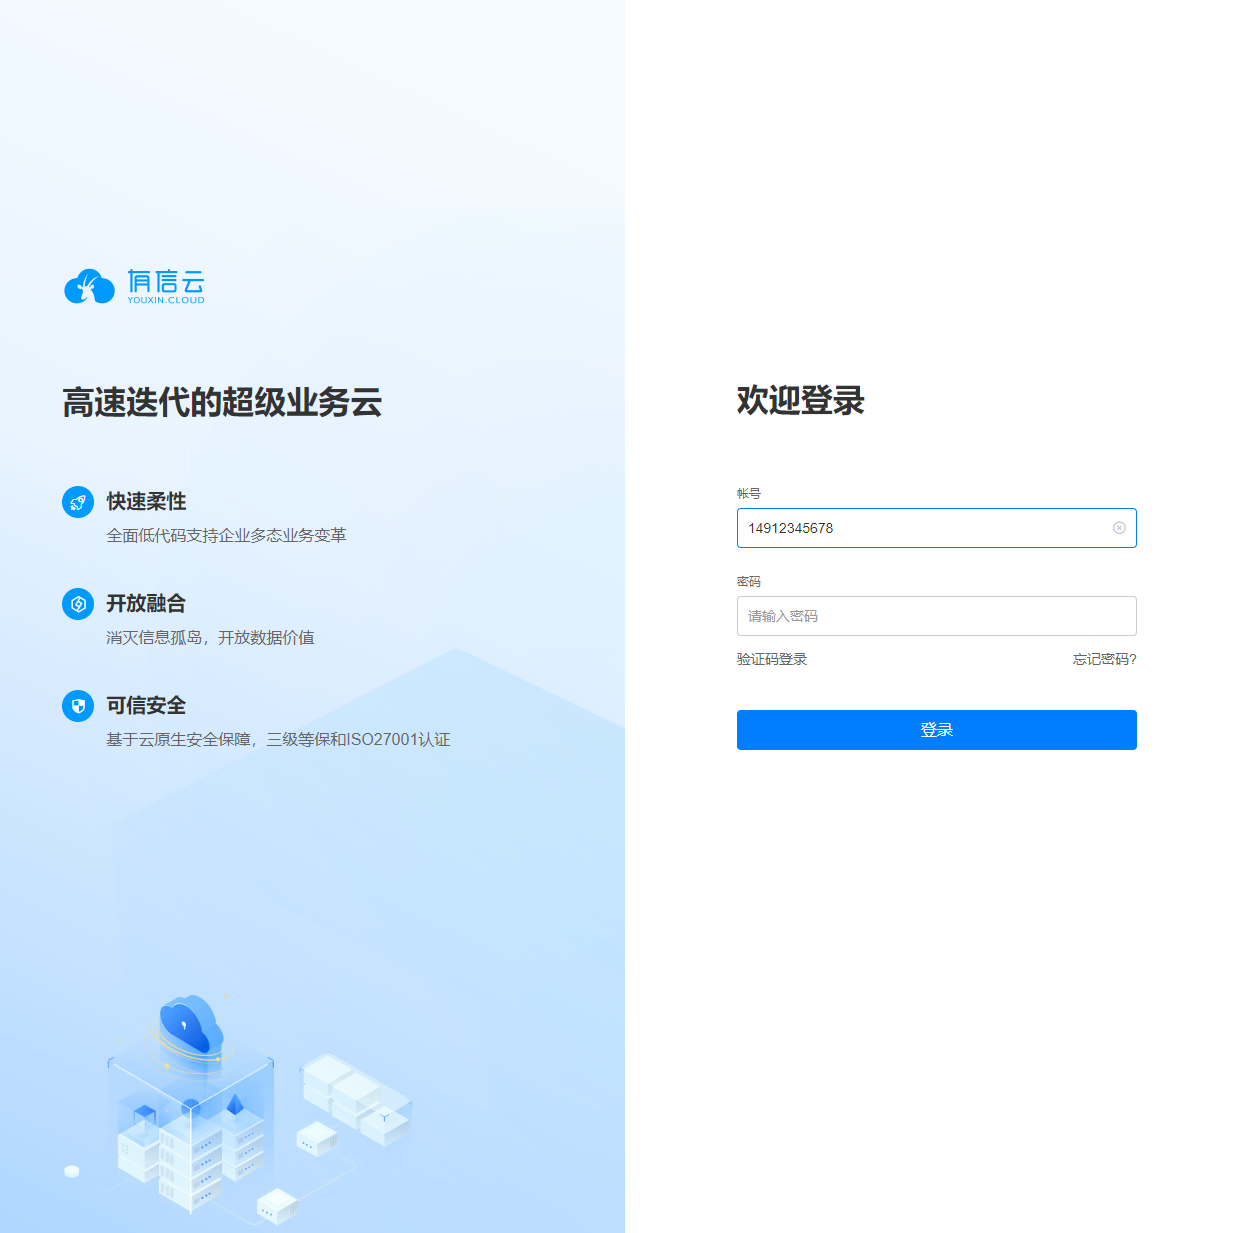 有信云
YOUXIN.CLOUD
高速迭代的超级业务云
快速柔性
全面低代码支持企业多态业务变革
开放融合
消灭信息孤岛，开放数据价值
可信安全
基于云原生安全保障，三级等保和ISO27001认证
欢迎登录
帐号
14912345678
密码
请输入密码
验证码登录
忘记密码?
登录